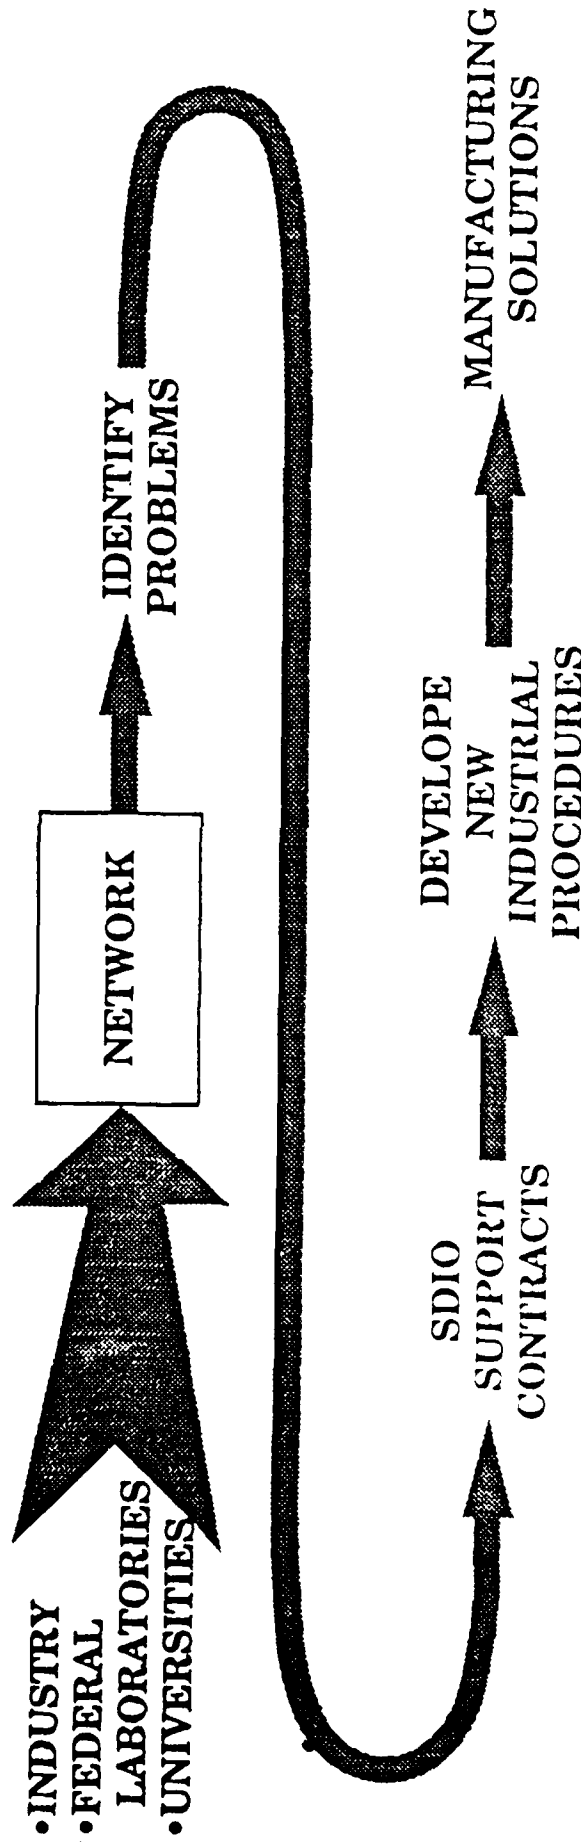 •INDUSTRY
•FEDERAL
LABORATORIES
•UNIVERSITIES
NETWORK
IDENTIFY
PROBLEMS
SDIO
SUPPORT
CONTRACTS
DEVELOPE
NEW
INDUSTRIAL
PROCEDURES
MANUFACTURING
SOLUTIONS